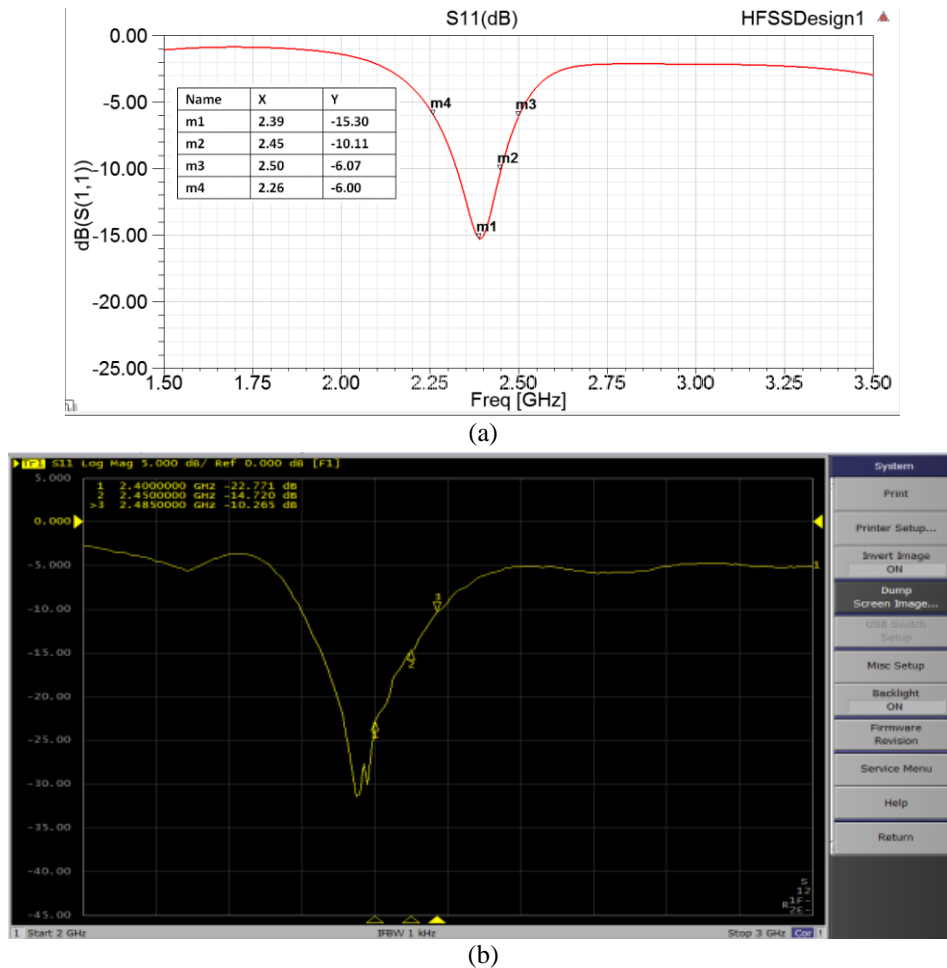 S11(dB) HFSSDesign1
0.00
-5.00
-10.00
-15.00
-20.00
-25.00
dB(S(1,1))
Name X Y
m1 2.39 -15.30
m2 2.45 -10.11
m3 2.50 -6.07
m4 2.26 -6.00
m4
m3
m2
m1
1.50 1.75 2.00 2.25 2.50 2.75 3.00 3.25 3.50
Freq [GHz]
(a)
Tr1 S11 Log Mag 5.000 dB/ Ref 0.000 dB [F1]
1 2.4000000 GHz -22.771 dB
2 2.4500000 GHz -14.720 dB
>3 2.4850000 GHz -10.265 dB
5.000
0.000
-5.000
-10.00
-15.00
-20.00
-25.00
-30.00
-35.00
-40.00
-45.00
1
3
2
1
1 Start 2 GHz IFBW 1 kHz Stop 3 GHz Cor !
System
Print
Printer Setup...
Invert Image
ON
Dump
Screen Image...
USB Switch
Setup
Misc Setup
Backlight
ON
Firmware
Revision
Service Menu
Help
Return
(b)